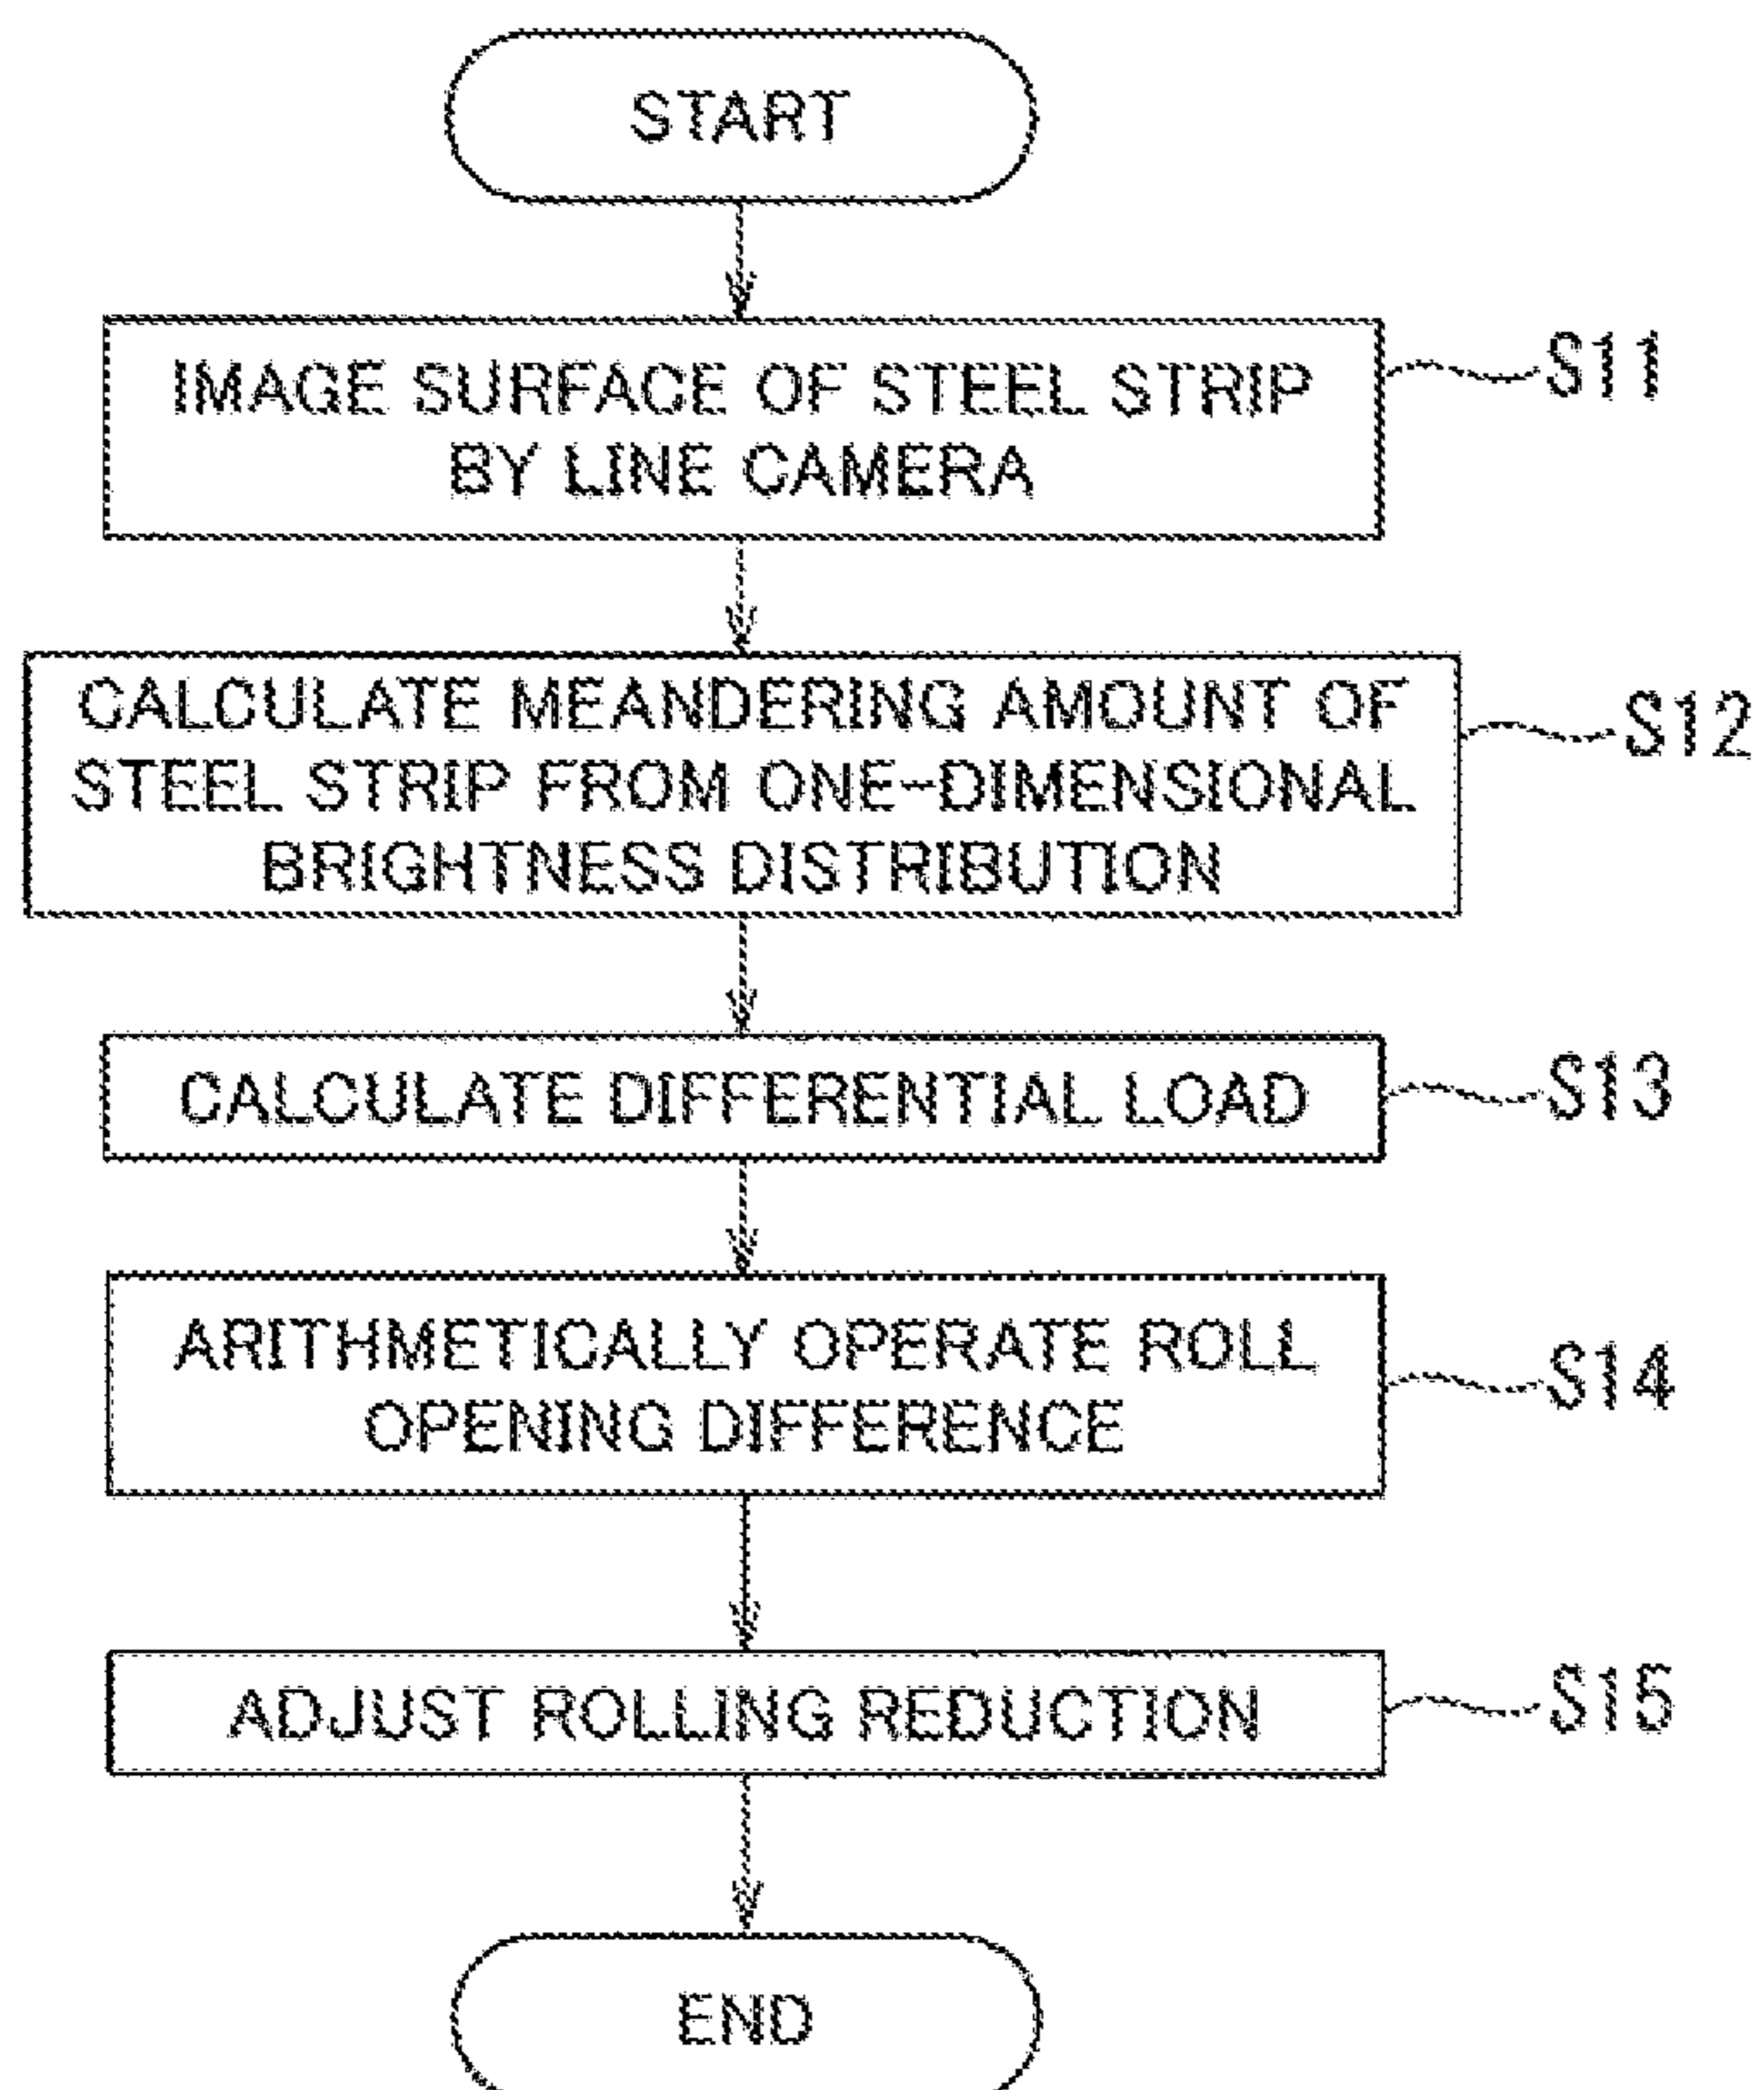 START
IMAGE SURFACE OF STEEL STRIP
BY LINE CAMERA
S11
CALCULATE MEANDERING AMOUNT OF
STEEL STRIP FROM ONE-DIMENSIONAL
BRIGHTNESS DISTRIBUTION
S12
CALCULATE DIFFERENTIAL LOAD
S13
ARITHMETICALLY OPERATE ROLL
OPENING DIFFERENCE
S14
ADJUST ROLLING REDUCTION
S15
END